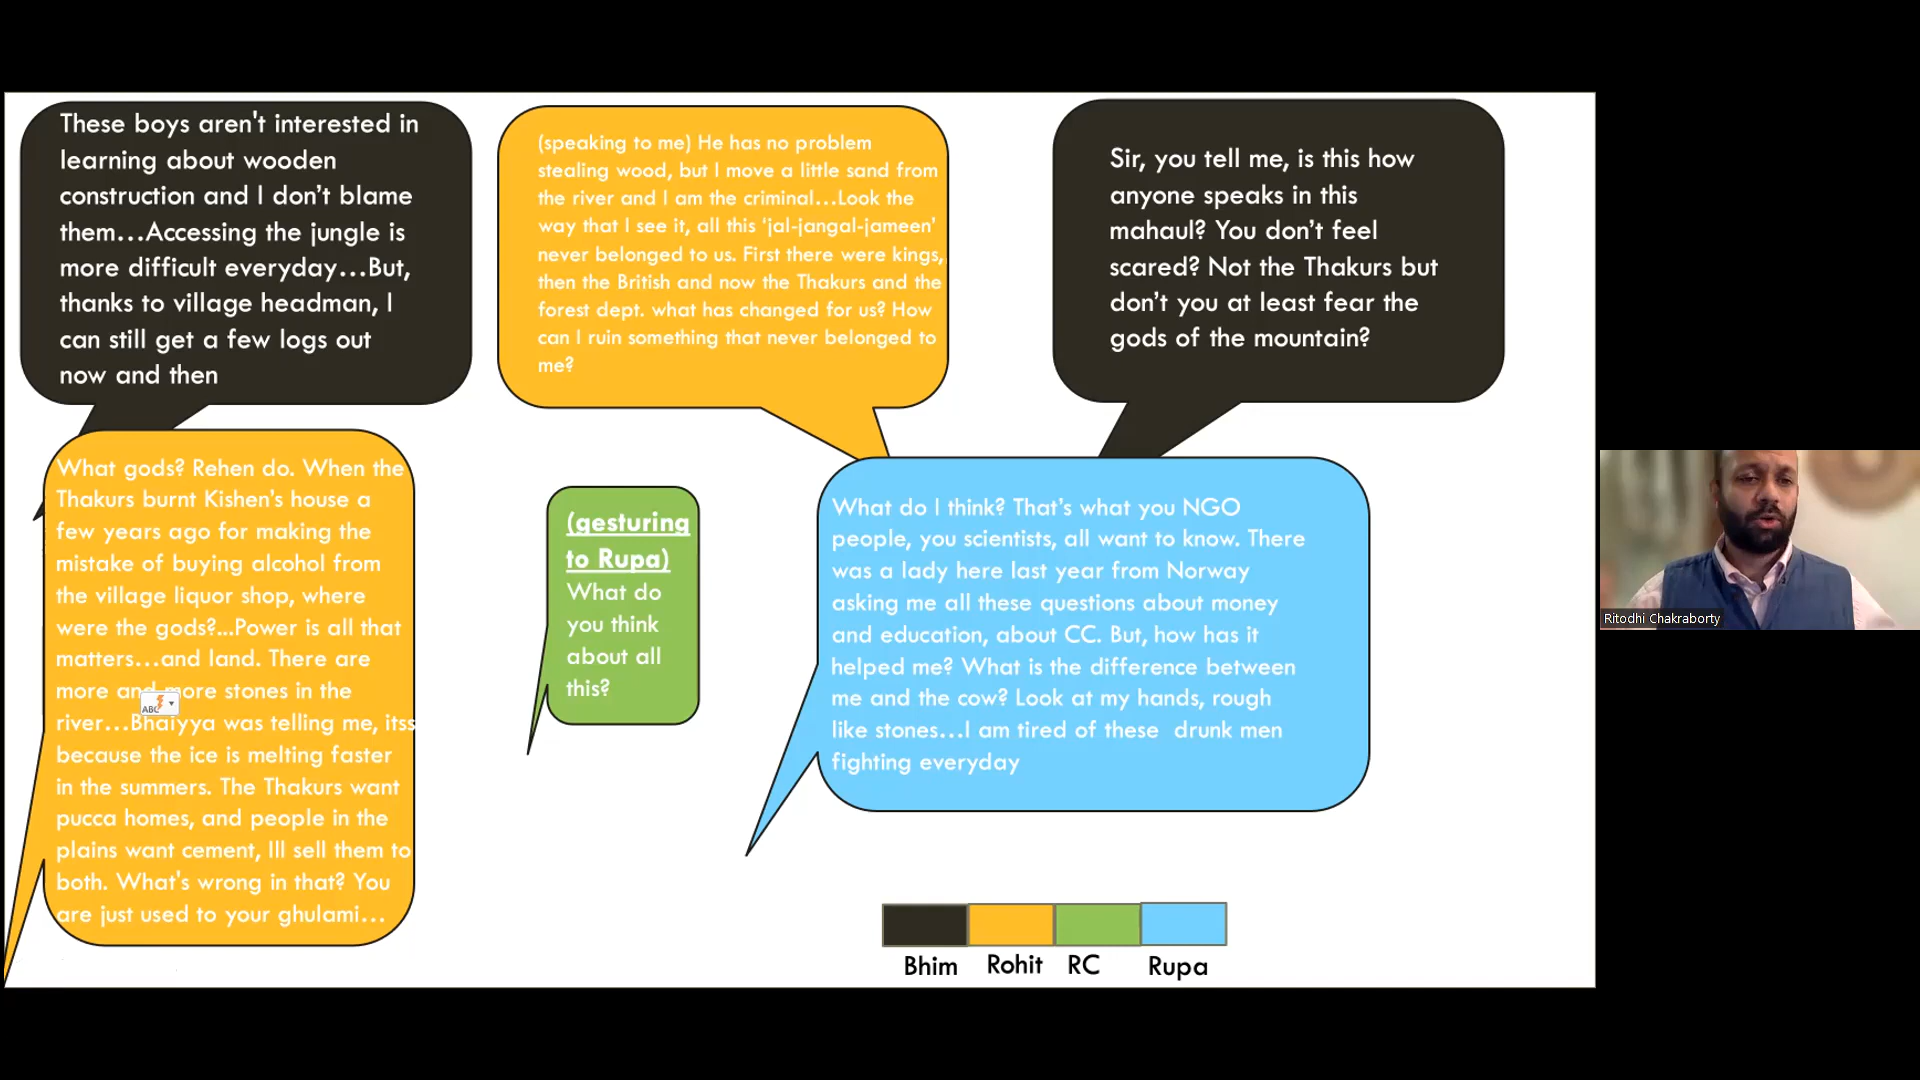 These boys aren't interested in
learning about wooden
construction and I don't blame
them...Accessing the jungle is
more difficult everyday...But,
thanks to village headman, I
can still get a few logs out
now and then
(speaking to me) He has no problem
stealing wood, but I move a little sand from
the river and I am the criminal...Look the
way that I see it, all this 'jal-jangal-jameen'
never belonged to us. First there were kings,
then the British and now the Thakurs and the
forest dept. what has changed for us? How
can I ruin something that never belonged to
me?
Sir, you tell me, is this how
anyone speaks in this
mahaul? You don't feel
scared? Not the Thakurs but
don't you at least fear the
gods of the mountain?
What gods? Rehen do. When the
Thakurs burnt Kishen's house a
few years ago for making the
mistake of buying alcohol from
the village liquor shop, where
were the gods?...Power is all that
matters...and land. There are
more and more stones in the
river...Bhaiyya was telling me, itss
because the ice is melting faster
in the summers. The Thakurs want
pucca homes, and people in the
plains want cement, Ill sell them to
both. What's wrong in that? You
are just used to your ghulami...
ABC
(gesturing
to Rupa)
What do
you think
about all
this?
What do I think? That's what you NGO
people, you scientists, all want to know. There
was a lady here last year from Norway
asking me all these questions about money
and education, about CC. But, how has it
helped me? What is the difference between
me and the cow? Look at my hands, rough
like stones...I am tired of these drunk men
fighting everyday
Bhim Rohit RC Rupa
Ritodhi Chakraborty